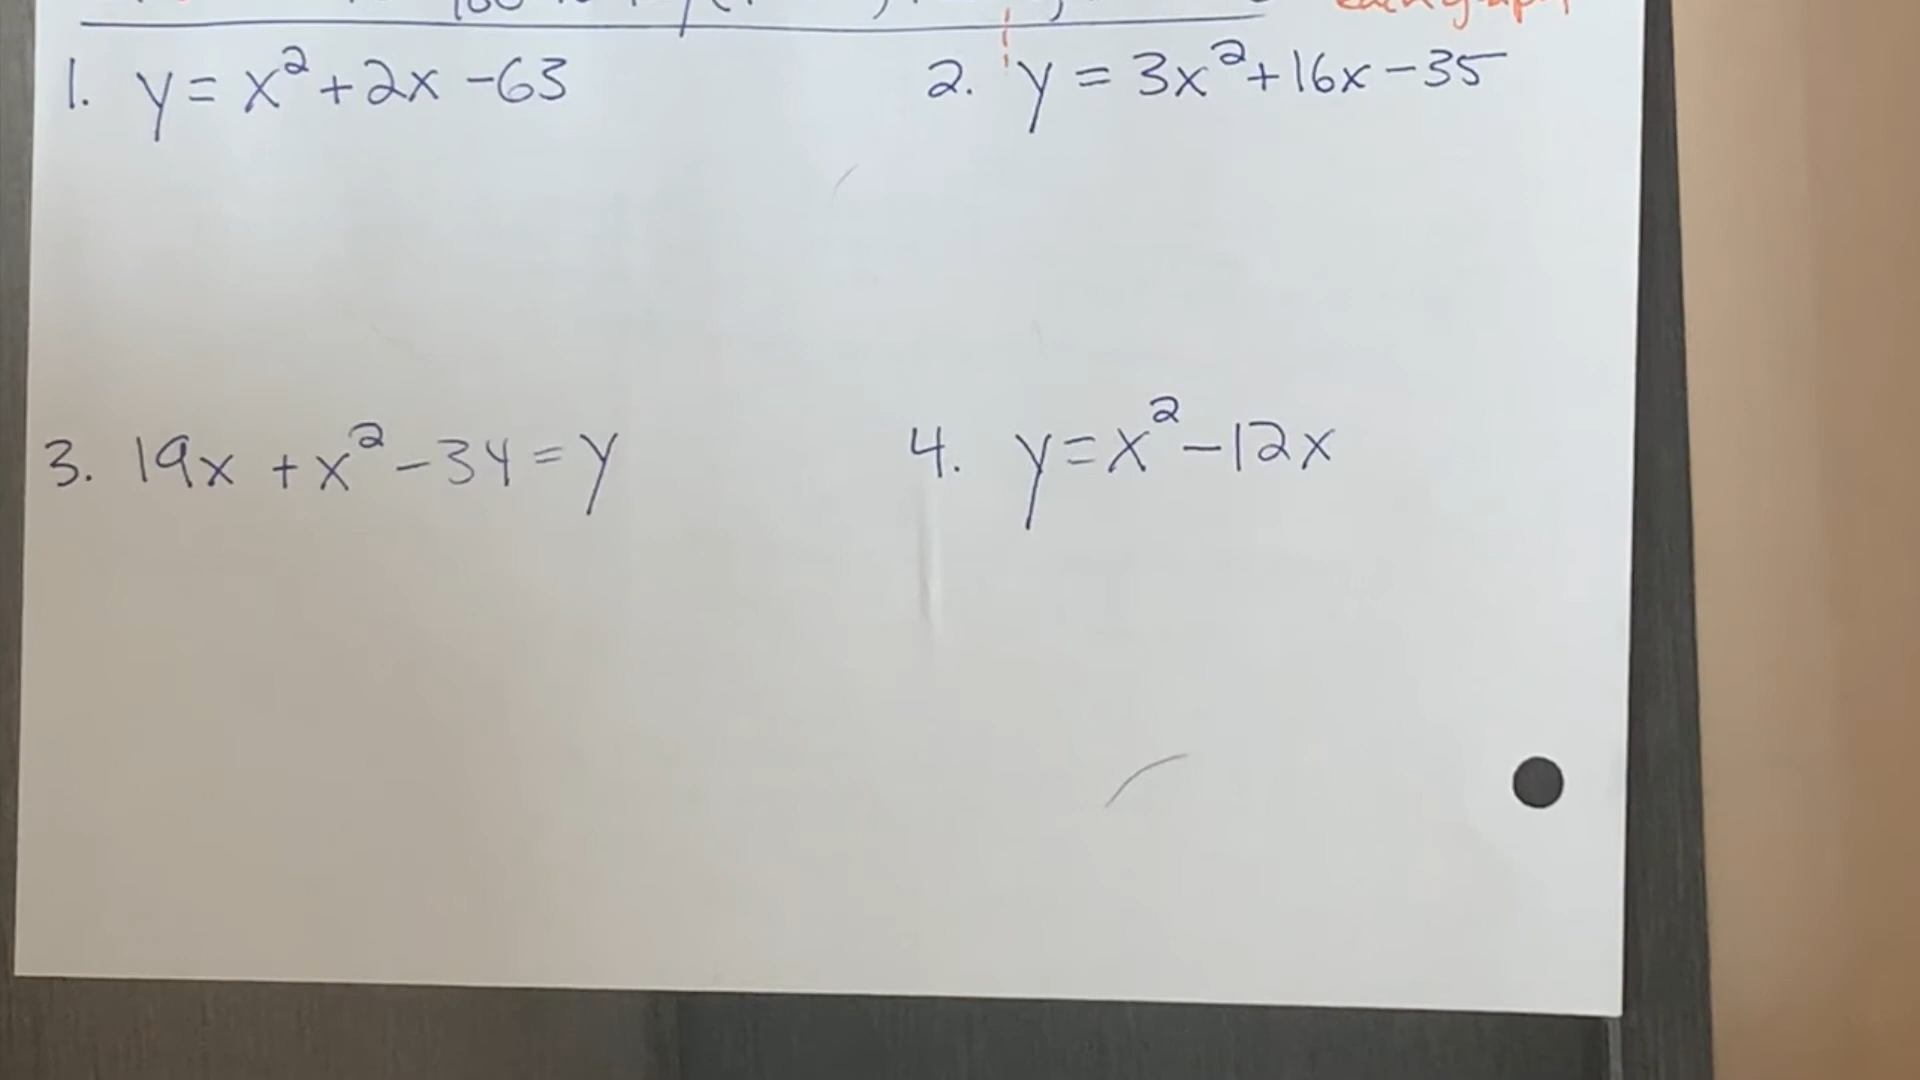 1. y = x²+2x -63
2. y = 3x²+16x-35
3. 19x + x² - 34 = y
4. y = x² - 12x